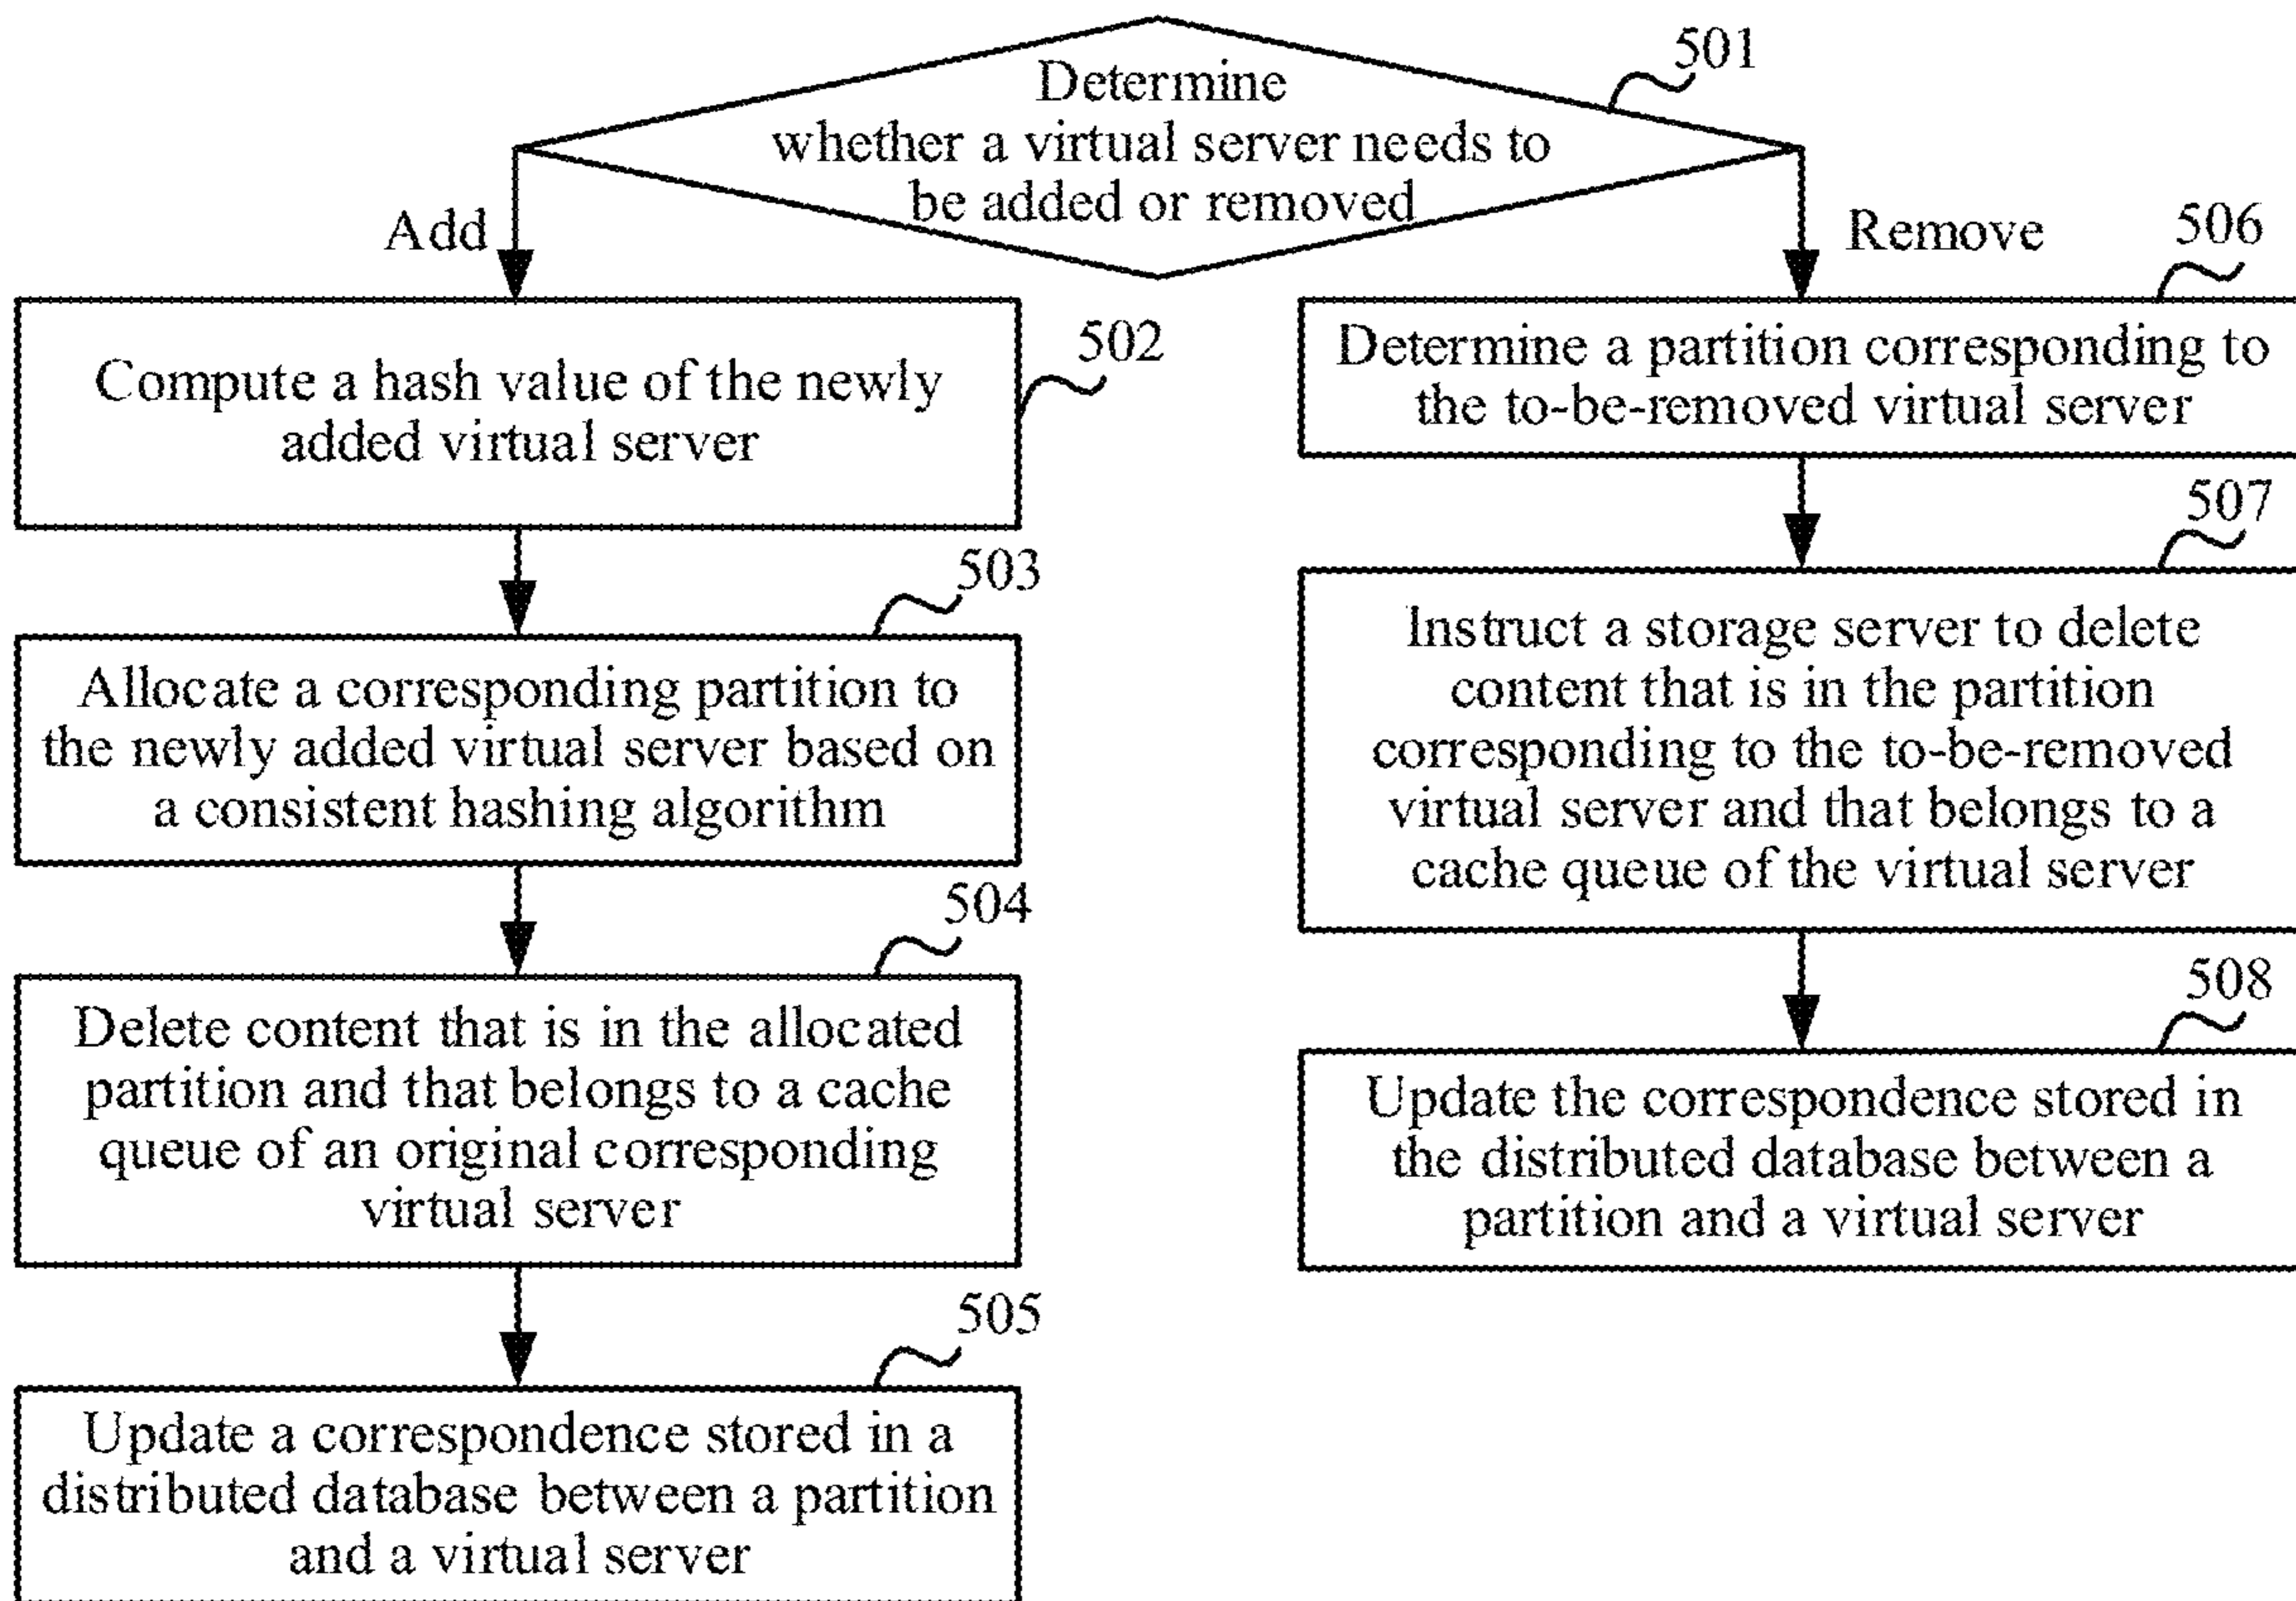 501
Determine
whether a virtual server needs to
be added or removed
Add
Remove
502
Compute a hash value of the newly
added virtual server
503
Allocate a corresponding partition to
the newly added virtual server based on
a consistent hashing algorithm
504
Delete content that is in the allocated
partition and that belongs to a cache
queue of an original corresponding
virtual server
505
Update a correspondence stored in a
distributed database between a partition
and a virtual server
506
Determine a partition corresponding to
the to-be-removed virtual server
507
Instruct a storage server to delete
content that is in the partition
corresponding to the to-be-removed
virtual server and that belongs to a
cache queue of the virtual server
508
Update the correspondence stored in
the distributed database between a
partition and a virtual server